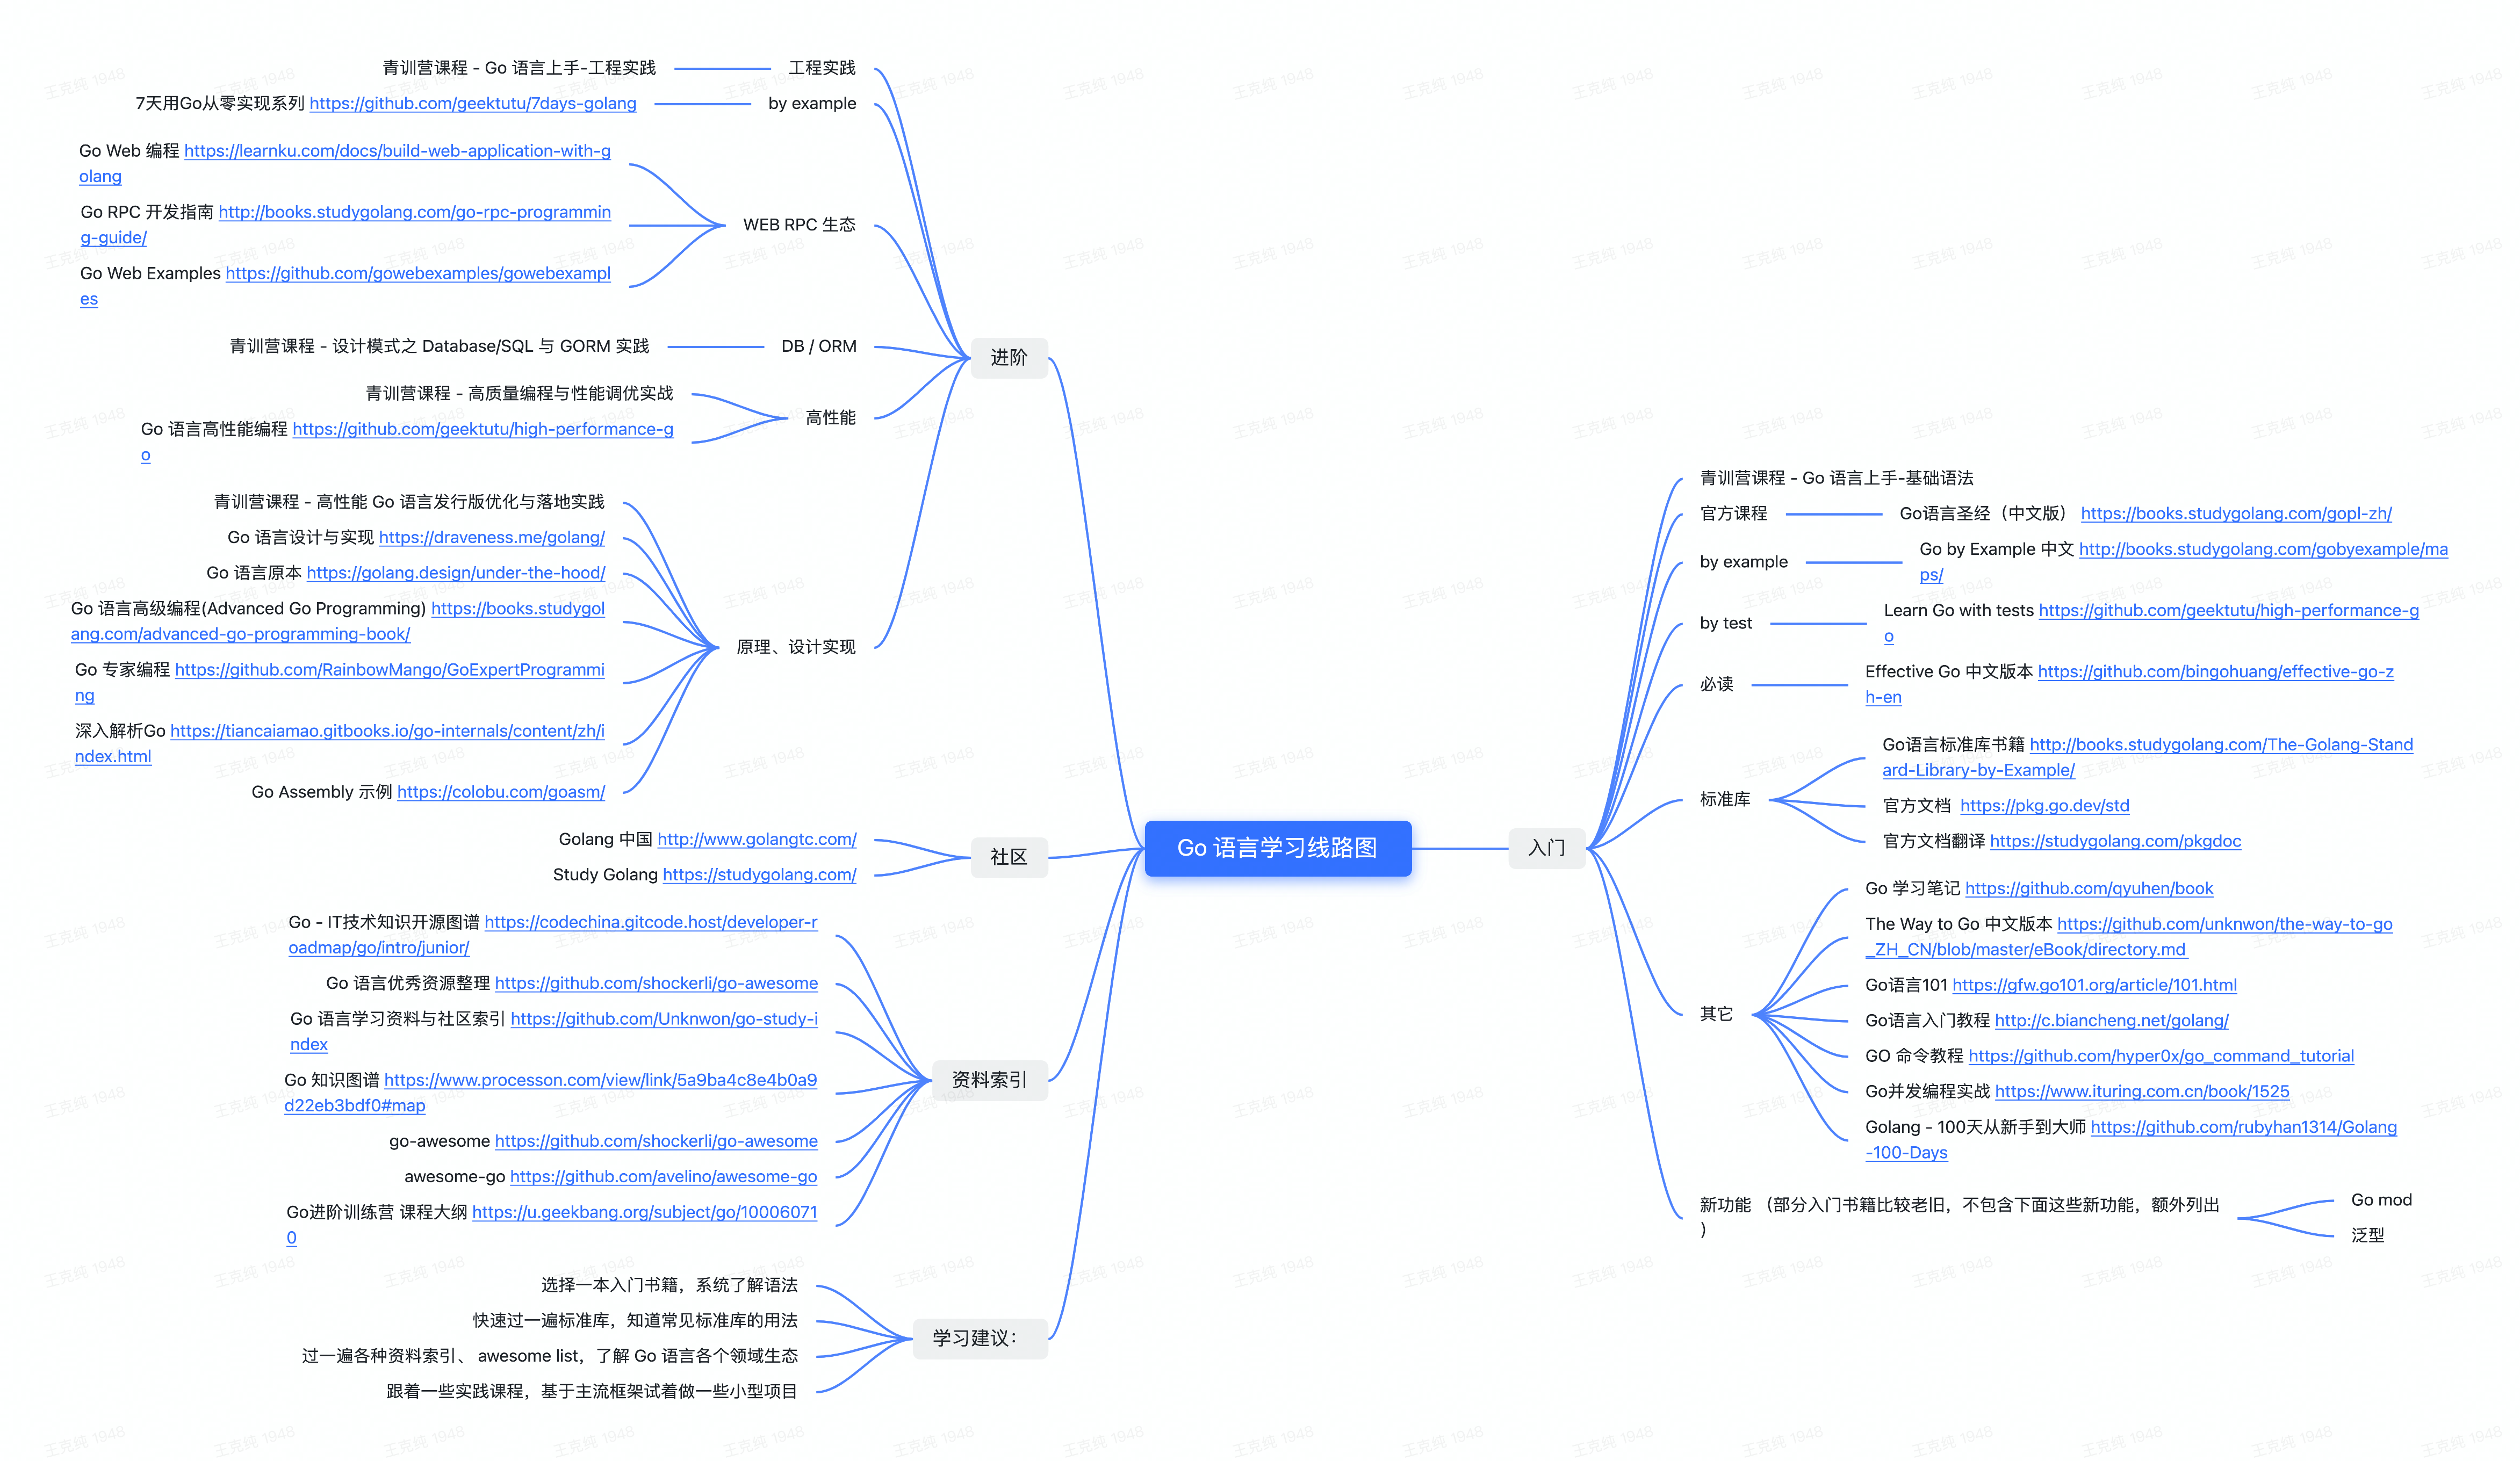 Go 语言学习线路图
入门
青训营课程 - Go 语言上手-基础语法
官方课程
Go语言圣经（中文版） https://books.studygolang.com/gopl-zh/
by example
Go by Example 中文 http://books.studygolang.com/gobyexample/ma
ps/
by test
Learn Go with tests https://github.com/geektutu/high-performance-g
o
必读
Effective Go 中文版本 https://github.com/bingohuang/effective-go-z
h-en
标准库
Go语言标准库书籍 http://books.studygolang.com/The-Golang-Stand
ard-Library-by-Example/
官方文档 https://pkg.go.dev/std
官方文档翻译 https://studygolang.com/pkgdoc
其它
Go 学习笔记 https://github.com/qyuhen/book
The Way to Go 中文版本 https://github.com/unknwon/the-way-to-go
_ZH_CN/blob/master/eBook/directory.md
Go语言101 https://gfw.go101.org/article/101.html
Go语言入门教程 http://c.biancheng.net/golang/
GO 命令教程 https://github.com/hyper0x/go_command_tutorial
Go并发编程实战 https://www.ituring.com.cn/book/1525
Golang - 100天从新手到大师 https://github.com/rubyhan1314/Golang
-100-Days
新功能 （部分入门书籍比较老旧，不包含下面这些新功能，额外列出
）
Go mod
泛型
进阶
工程实践
青训营课程 - Go 语言上手-工程实践
by example
7天用Go从零实现系列 https://github.com/geektutu/7days-golang
WEB RPC 生态
Go Web 编程 https://learnku.com/docs/build-web-application-with-g
olang
Go RPC 开发指南 http://books.studygolang.com/go-rpc-programmin
g-guide/
Go Web Examples https://github.com/gowebexamples/gowebexampl
es
DB / ORM
青训营课程 - 设计模式之 Database/SQL 与 GORM 实践
高性能
青训营课程 - 高质量编程与性能调优实战
Go 语言高性能编程 https://github.com/geektutu/high-performance-g
o
原理、设计实现
青训营课程 - 高性能 Go 语言发行版优化与落地实践
Go 语言设计与实现 https://draveness.me/golang/
Go 语言原本 https://golang.design/under-the-hood/
Go 语言高级编程(Advanced Go Programming) https://books.studygol
ang.com/advanced-go-programming-book/
Go 专家编程 https://github.com/RainbowMango/GoExpertProgrammi
ng
深入解析Go https://tiancaiamao.gitbooks.io/go-internals/content/zh/i
ndex.html
Go Assembly 示例 https://colobu.com/goasm/
社区
Golang 中国 http://www.golangtc.com/
Study Golang https://studygolang.com/
资料索引
Go - IT技术知识开源图谱 https://codechina.gitcode.host/developer-r
oadmap/go/intro/junior/
Go 语言优秀资源整理 https://github.com/shockerli/go-awesome
Go 语言学习资料与社区索引 https://github.com/Unknwon/go-study-i
ndex
Go 知识图谱 https://www.processon.com/view/link/5a9ba4c8e4b0a9
d22eb3bdf0#map
go-awesome https://github.com/shockerli/go-awesome
awesome-go https://github.com/avelino/awesome-go
Go进阶训练营 课程大纲 https://u.geekbang.org/subject/go/10006071
0
学习建议：
选择一本入门书籍，系统了解语法
快速过一遍标准库，知道常见标准库的用法
过一遍各种资料索引、 awesome list，了解 Go 语言各个领域生态
跟着一些实践课程，基于主流框架试着做一些小型项目
王克纯 1948